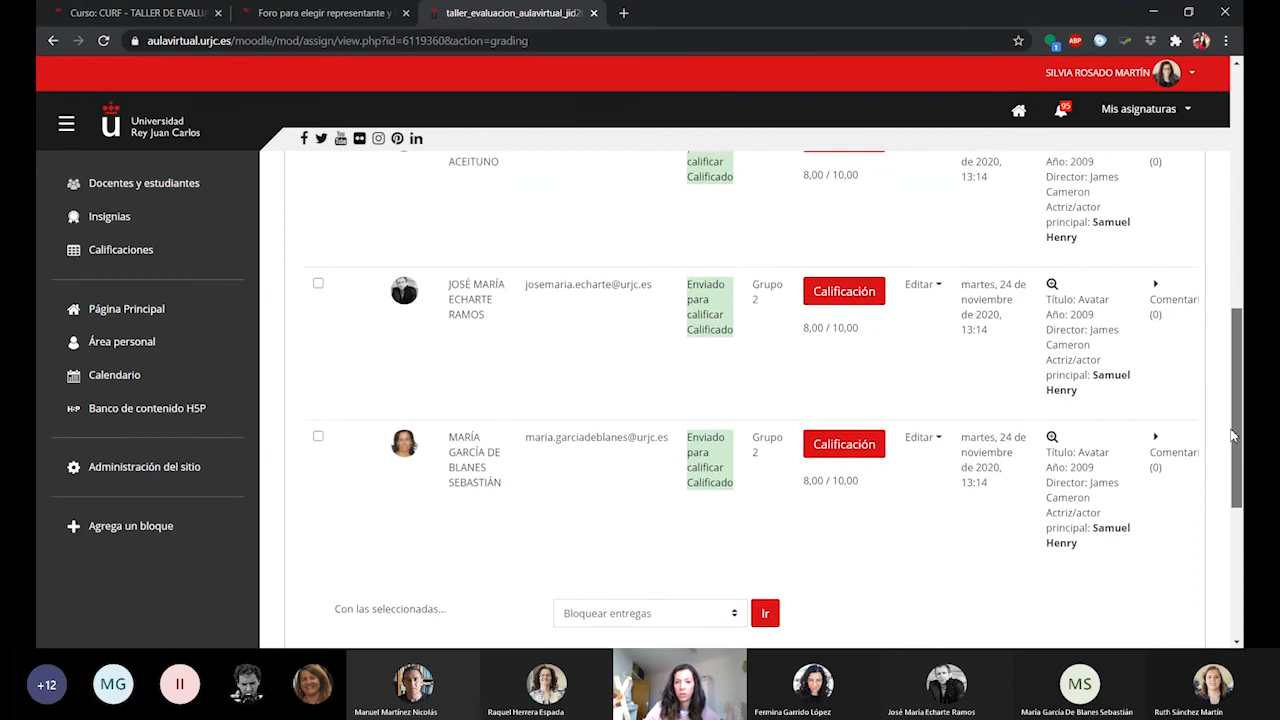 Curso: CURF - TALLER DE EVALUA
Foro para elegir representante y
taller_evaluacion_aulavirtual_jid2
aulavirtual.urjc.es/moodle/mod/assign/view.php?id=6119360&action=grading
1
ABP
SILVIA ROSADO MARTÍN
Universidad
Rey Juan Carlos
95
Mis asignaturas
Docentes y estudiantes
Insignias
Calificaciones
Página Principal
Área personal
Calendario
H-P Banco de contenido H5P
Administración del sitio
Agrega un bloque
ACEITUNO
calificar
Calificado
8,00 / 10,00
de 2020,
13:14
Año: 2009
Director: James
Cameron
Actriz/actor
principal: Samuel
Henry
(0)
JOSÉ MARÍA
ECHARTE
RAMOS
josemaria.echarte@urjc.es
Enviado
para
calificar
Calificado
Grupo
2
Calificación
8,00 / 10,00
Editar
martes, 24 de
noviembre
de 2020,
13:14
Título: Avatar
Año: 2009
Director: James
Cameron
Actriz/actor
principal: Samuel
Henry
Comentari
(0)
MARÍA
GARCÍA DE
BLANES
SEBASTIÁN
maria.garciadeblanes@urjc.es
Enviado
para
calificar
Calificado
Grupo
2
Calificación
8,00 / 10,00
Editar
martes, 24 de
noviembre
de 2020,
13:14
Título: Avatar
Año: 2009
Director: James
Cameron
Actriz/actor
principal: Samuel
Henry
Comentari
(0)
Con las seleccionadas...
Bloquear entregas
Ir
+12
MG
II
MS
Manuel Martínez Nicolás
Raquel Herrera Espada
Fermina Garrido López
José María Echarte Ramos
María García De Blanes Sebastián
Ruth Sánchez Martín